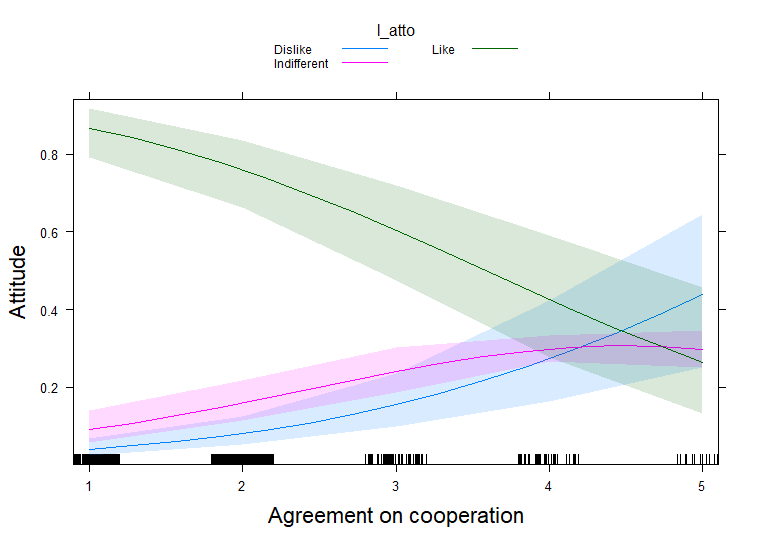 l_atto
Dislike
Like
Indifferent
0.8
0.6
0.4
0.2
Attitude
1
2
3
4
5
Agreement on cooperation